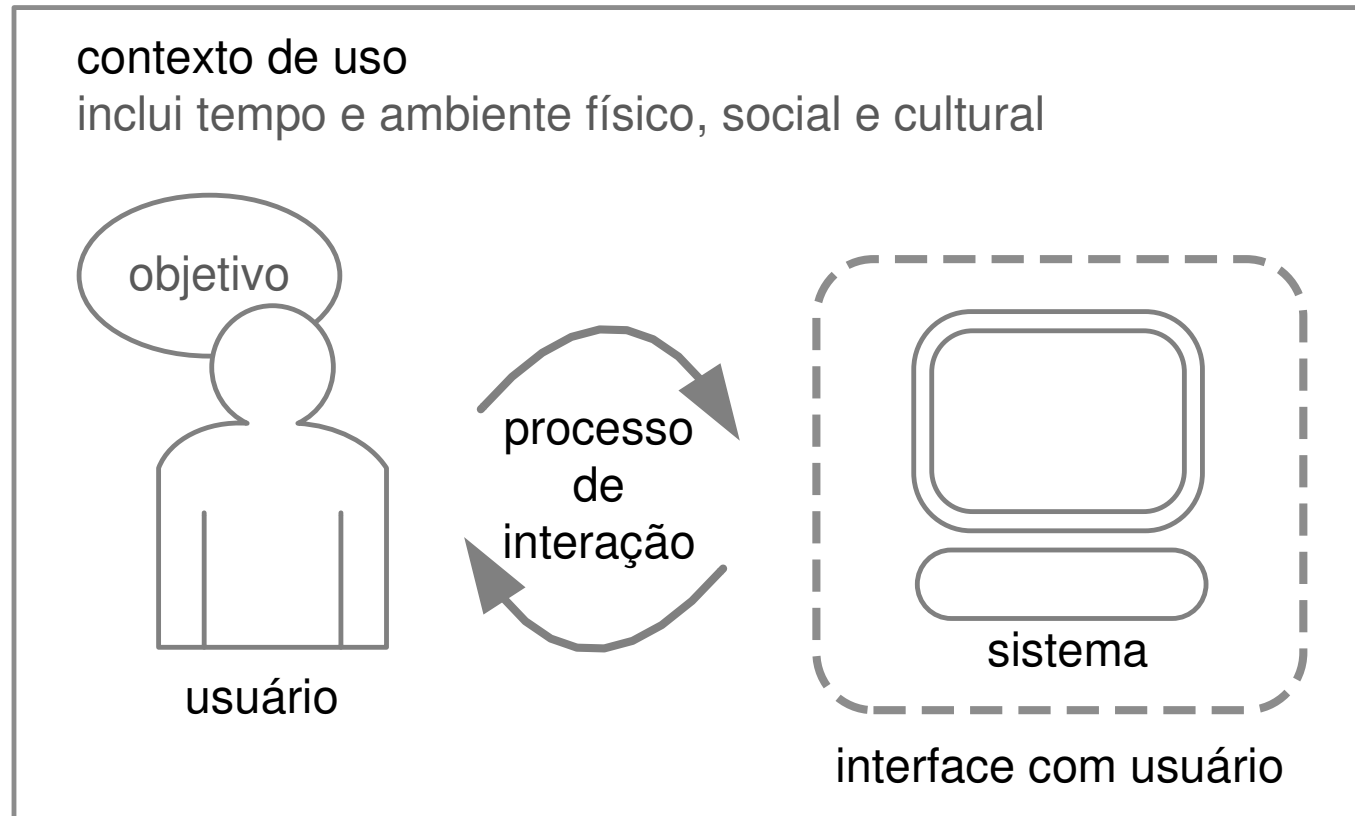 contexto de uso
inclui tempo e ambiente físico, social e cultural
objetivo
processo
de
interação
usuário
sistema
interface com usuário